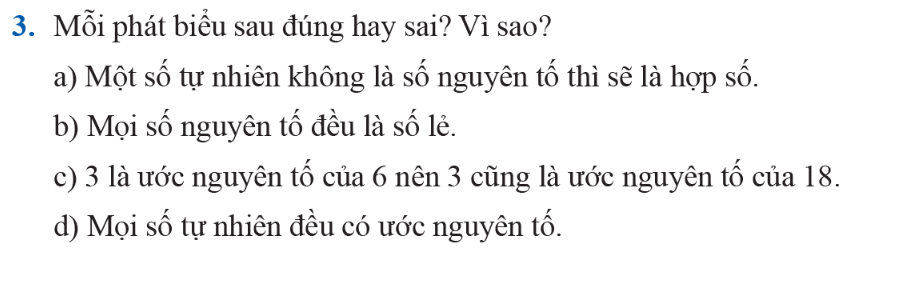 3. Mỗi phát biểu sau đúng hay sai? Vì sao?
a) Một số tự nhiên không là số nguyên tố thì sẽ là hợp số.
b) Mọi số nguyên tố đều là số lẻ.
c) 3 là ước nguyên tố của 6 nên 3 cũng là ước nguyên tố của 18.
d) Mọi số tự nhiên đều có ước nguyên tố.